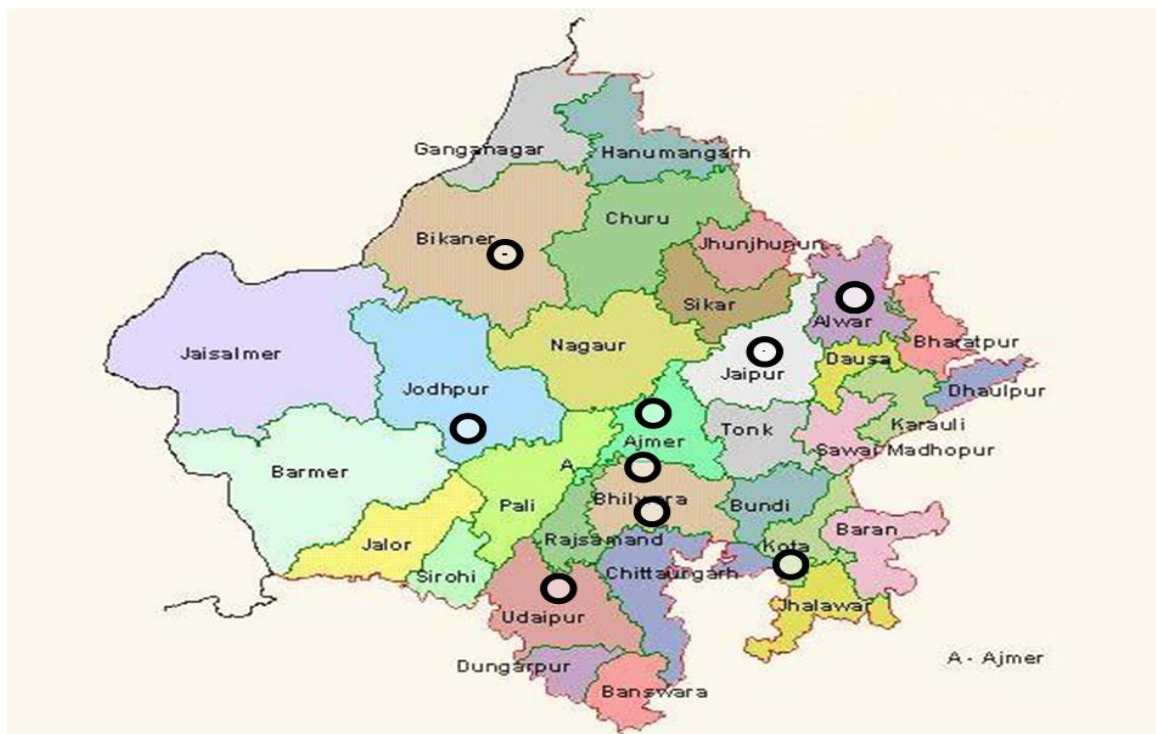 Ganganagar
Hanumangarh
Bikaner
Churu
Jhunjhunun
Sikar
Alwar
Jaisalmer
Nagaur
Bharatpur
Dausa
Jaipur
Jodhpur
Dhaulpur
Karauli
Tonk
Ajmer
Sawai Madhopur
A
Barmer
Bhilwara
Pali
Bundi
Baran
Rajsamand
Kota
Jalor
Chittaurgarh
Sirohi
Jhalawar
Udaipur
A - Ajmer
Dungarpur
Banswara